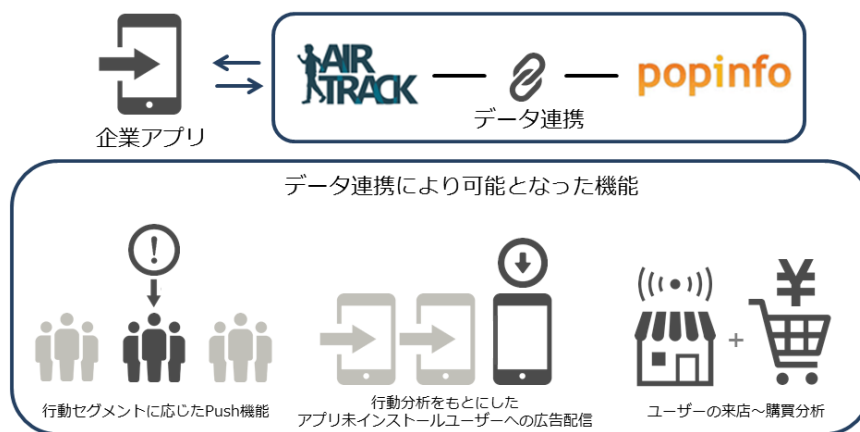 AIR
TRACK
popinfo
企業アプリ
データ連携
データ連携により可能となった機能
!
¥
+
行動セグメントに応じたPush機能
行動分析をもとにした
アプリ未インストールユーザーへの広告配信
ユーザーの来店～購買分析